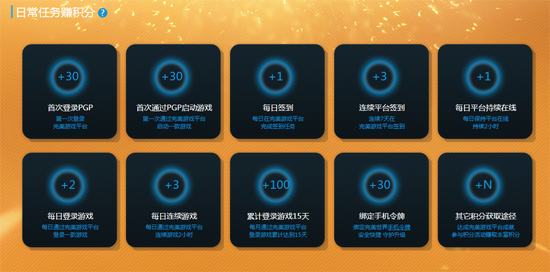 日常任务赚积分 ?
+30
首次登录PGP
第一次登录
完美游戏平台
+30
首次通过PGP启动游戏
第一次通过完美游戏平台
启动一款游戏
+1
每日签到
每日在完美游戏平台
完成签到任务
+3
连续平台签到
连续7天在
完美游戏平台签到
+1
每日平台持续在线
每日保持平台在线
持续2小时
+2
每日登录游戏
每日通过完美游戏平台
登录一款游戏
+3
每日连续游戏
每日通过完美游戏平台
连续游戏2小时
+100
累计登录游戏15天
每月通过完美游戏平台
登录游戏累计达到15天
+30
绑定手机令牌
绑定完美世界手机令牌
安全快捷 守护升级
+N
其它积分获取途径
达成完美游戏平台成就
参与积分活动赚取丰富积分